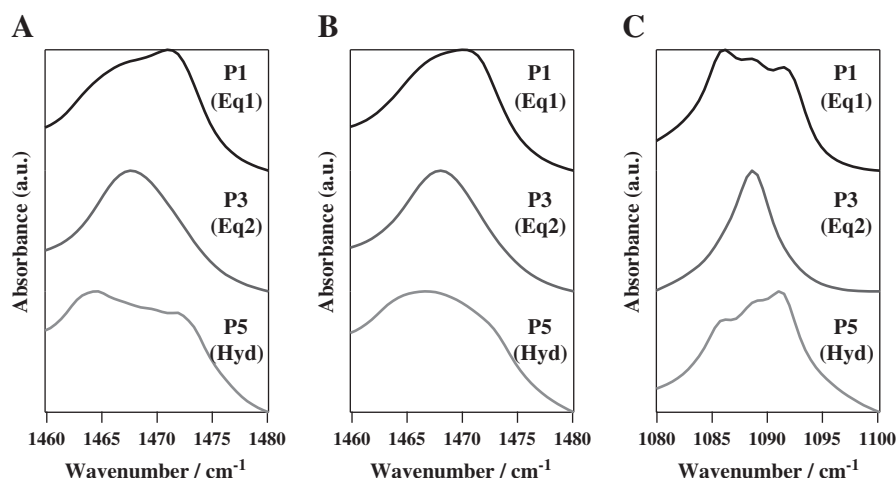 A
Absorbance (a.u.)
P1
(Eq1)
P3
(Eq2)
P5
(Hyd)
1460 1465 1470 1475 1480
Wavenumber / cm-1
B
Absorbance (a.u.)
P1
(Eq1)
P3
(Eq2)
P5
(Hyd)
1460 1465 1470 1475 1480
Wavenumber / cm-1
C
Absorbance (a.u.)
P1
(Eq1)
P3
(Eq2)
P5
(Hyd)
1080 1085 1090 1095 1100
Wavenumber / cm-1